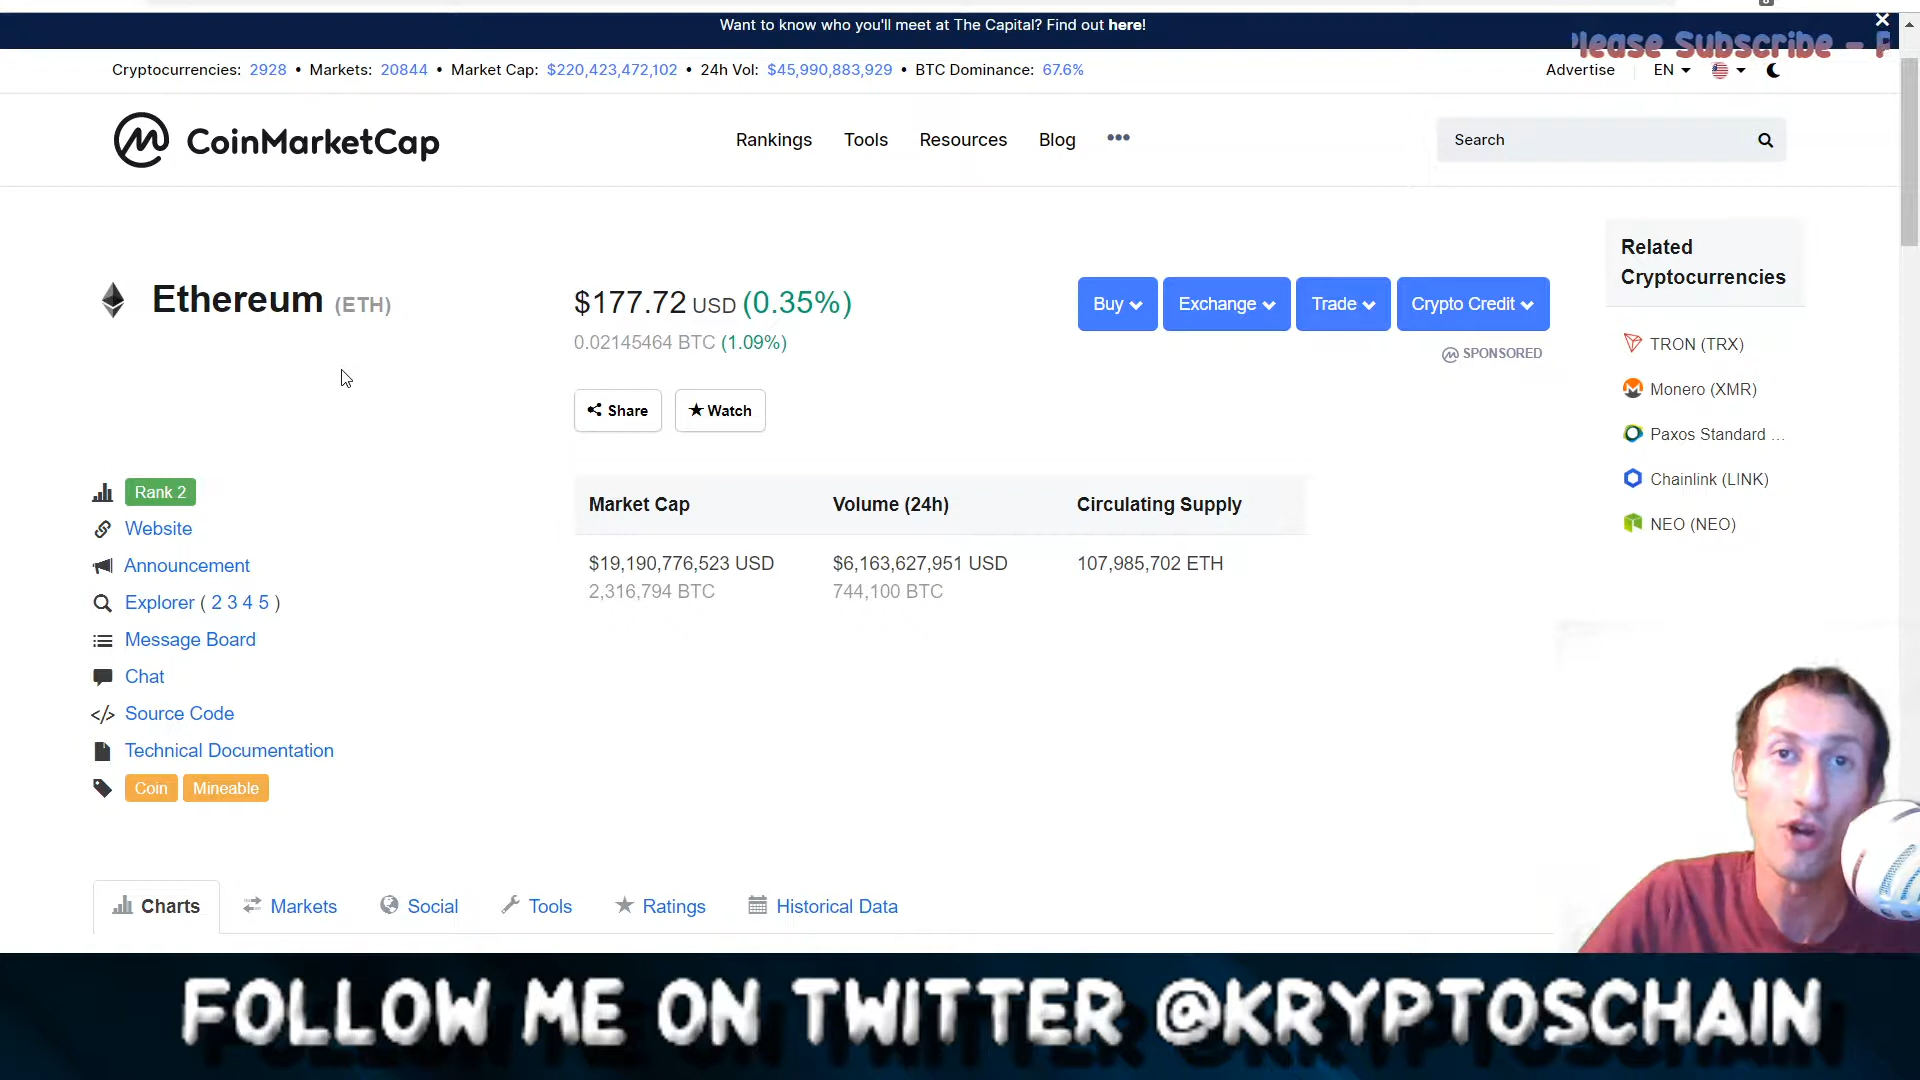 Want to know who you'll meet at The Capital? Find out here!
Please Subscribe -
Cryptocurrencies: 2928 • Markets: 20844 • Market Cap: $220,423,472,102 • 24h Vol: $45,990,883,929 • BTC Dominance: 67.6%
Advertise EN
CoinMarketCap
Rankings Tools Resources Blog •••
Search
Ethereum (ETH)
$177.72 USD (0.35%)
0.02145464 BTC (1.09%)
Buy Exchange Trade Crypto Credit
SPONSORED
Share Watch
Related
Cryptocurrencies
TRON (TRX)
Monero (XMR)
Paxos Standard ...
Chainlink (LINK)
NEO (NEO)
Rank 2
Website
Announcement
Explorer ( 2 3 4 5 )
Message Board
Chat
Source Code
Technical Documentation
Coin Mineable
Market Cap Volume (24h) Circulating Supply
$19,190,776,523 USD $6,163,627,951 USD 107,985,702 ETH
2,316,794 BTC 744,100 BTC
Charts Markets Social Tools Ratings Historical Data
FOLLOW ME ON TWITTER @KRYPTOSCHAIN